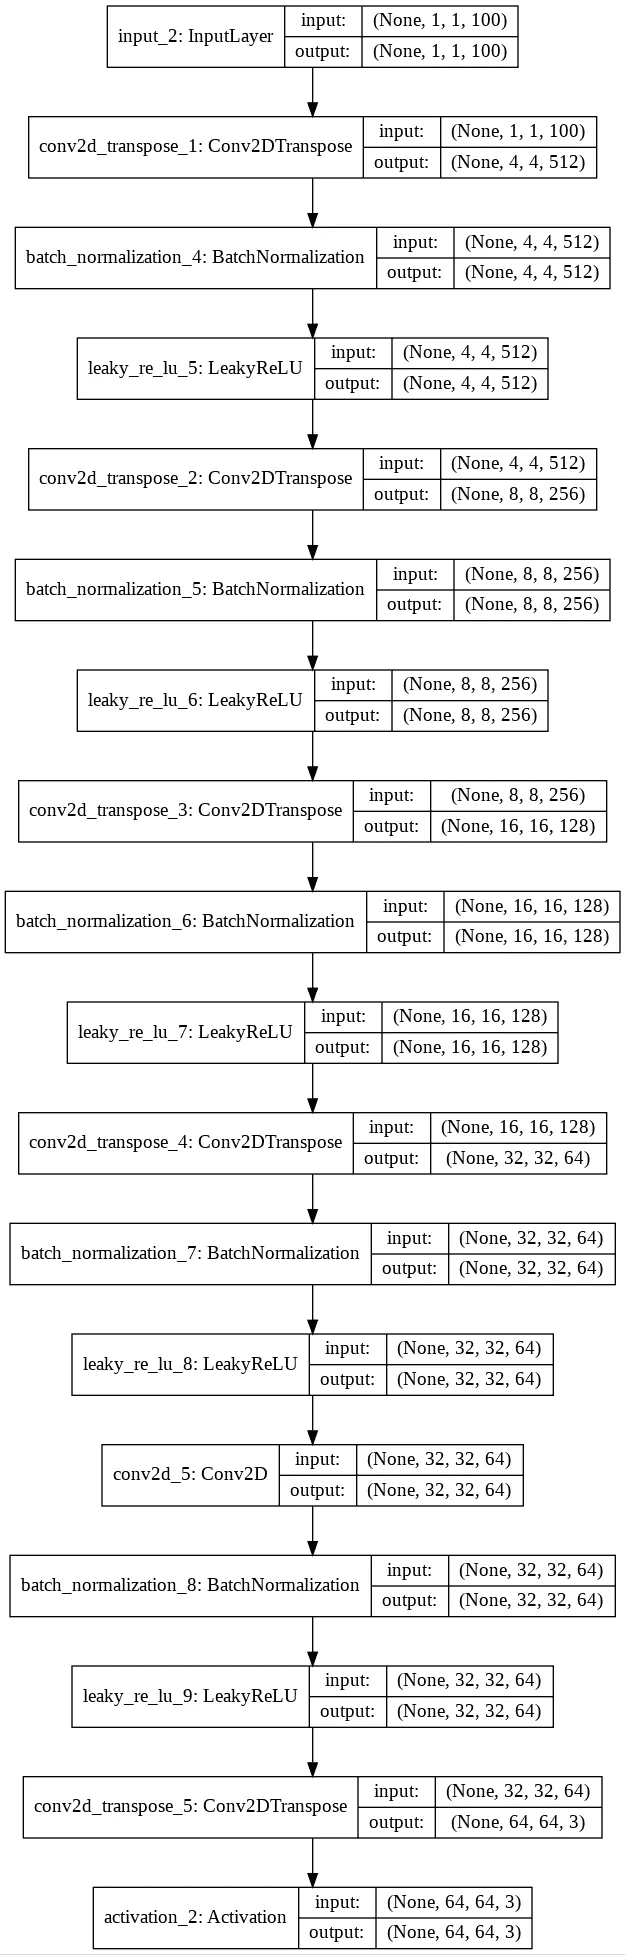 input_2: InputLayer
input: (None, 1, 1, 100)
output: (None, 1, 1, 100)
conv2d_transpose_1: Conv2DTranspose
input: (None, 1, 1, 100)
output: (None, 4, 4, 512)
batch_normalization_4: BatchNormalization
input: (None, 4, 4, 512)
output: (None, 4, 4, 512)
leaky_re_lu_5: LeakyReLU
input: (None, 4, 4, 512)
output: (None, 4, 4, 512)
conv2d_transpose_2: Conv2DTranspose
input: (None, 4, 4, 512)
output: (None, 8, 8, 256)
batch_normalization_5: BatchNormalization
input: (None, 8, 8, 256)
output: (None, 8, 8, 256)
leaky_re_lu_6: LeakyReLU
input: (None, 8, 8, 256)
output: (None, 8, 8, 256)
conv2d_transpose_3: Conv2DTranspose
input: (None, 8, 8, 256)
output: (None, 16, 16, 128)
batch_normalization_6: BatchNormalization
input: (None, 16, 16, 128)
output: (None, 16, 16, 128)
leaky_re_lu_7: LeakyReLU
input: (None, 16, 16, 128)
output: (None, 16, 16, 128)
conv2d_transpose_4: Conv2DTranspose
input: (None, 16, 16, 128)
output: (None, 32, 32, 64)
batch_normalization_7: BatchNormalization
input: (None, 32, 32, 64)
output: (None, 32, 32, 64)
leaky_re_lu_8: LeakyReLU
input: (None, 32, 32, 64)
output: (None, 32, 32, 64)
conv2d_5: Conv2D
input: (None, 32, 32, 64)
output: (None, 32, 32, 64)
batch_normalization_8: BatchNormalization
input: (None, 32, 32, 64)
output: (None, 32, 32, 64)
leaky_re_lu_9: LeakyReLU
input: (None, 32, 32, 64)
output: (None, 32, 32, 64)
conv2d_transpose_5: Conv2DTranspose
input: (None, 32, 32, 64)
output: (None, 64, 64, 3)
activation_2: Activation
input: (None, 64, 64, 3)
output: (None, 64, 64, 3)